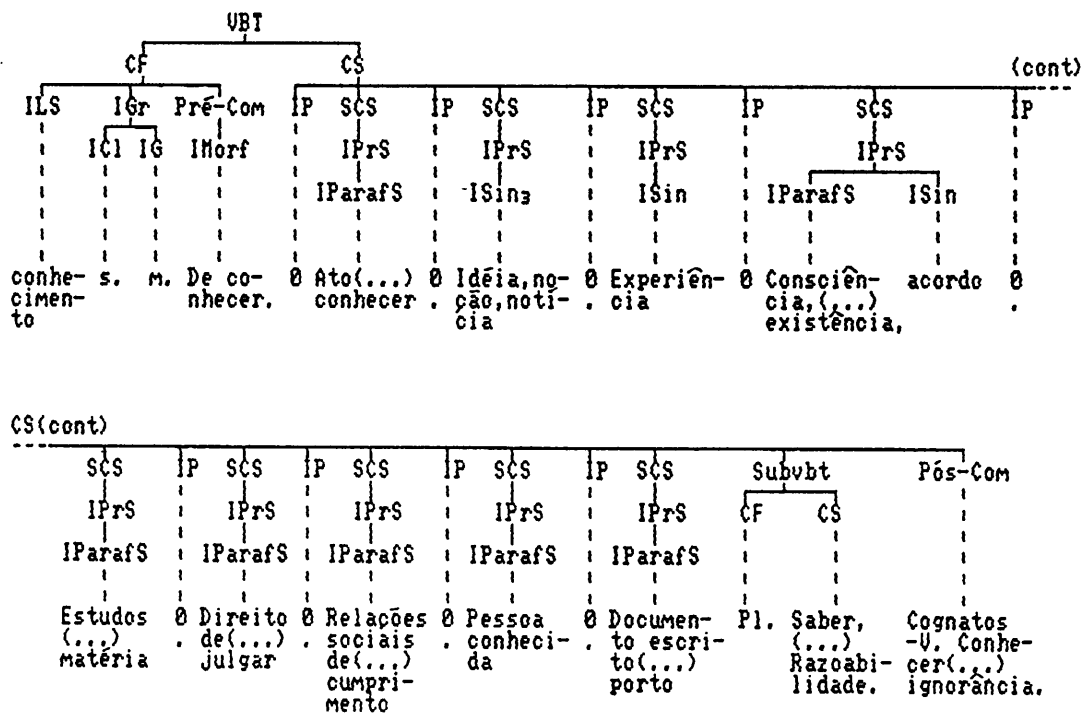 VBT
CF CS (cont)
ILS IGr Pré-Com IP SCS IP SCS IP SCS IP SCS IP
ICl IG IMorf IPrS IPrS IPrS IPrS
IParafS ISin3 ISin IParafS ISin
conhe- s. m. De co- 0 Ato(...) 0 Idéia,no- 0 Experiên- 0 Consciên- acordo 0
cimen- nhecer. conhecer . ção,notí- . cia cia,(...) .
to cia existência,
CS(cont)
SCS IP SCS IP SCS IP SCS IP SCS Subvbt Pós-Com
IPrS IPrS IPrS IPrS IPrS CF CS
IParafS IParafS IParafS IParafS IParafS
Estudos 0 Direito 0 Relações 0 Pessoa 0 Documen- Pl. Saber, Cognatos
(...) . de(...) . sociais . conheci- . to escri- (...) -V. Conhe-
matéria julgar de(...) da to(...) Razoabi- cer(...)
cumpri- porto lidade. ignorância.
mento